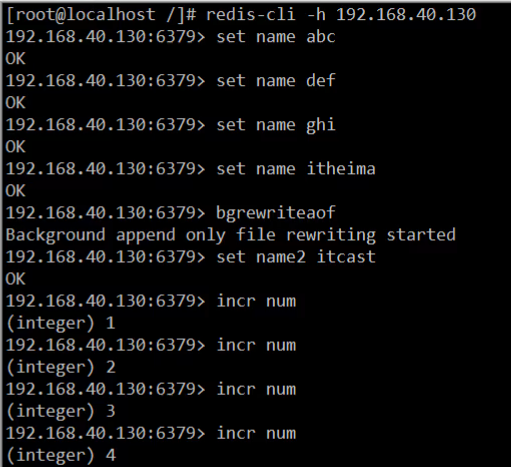 [root@localhost /]# redis-cli -h 192.168.40.130
192.168.40.130:6379> set name abc
OK
192.168.40.130:6379> set name def
OK
192.168.40.130:6379> set name ghi
OK
192.168.40.130:6379> set name itheima
OK
192.168.40.130:6379> bgrewriteaof
Background append only file rewriting started
192.168.40.130:6379> set name2 itcast
OK
192.168.40.130:6379> incr num
(integer) 1
192.168.40.130:6379> incr num
(integer) 2
192.168.40.130:6379> incr num
(integer) 3
192.168.40.130:6379> incr num
(integer) 4